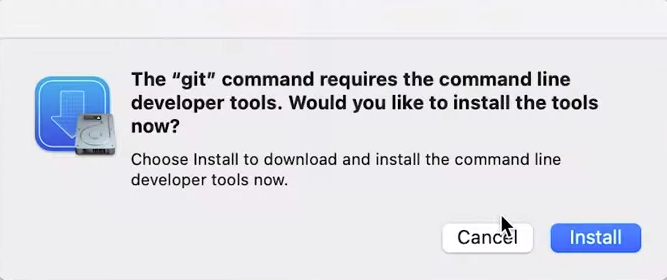 The “git” command requires the command line
developer tools. Would you like to install the tools
now?
Choose Install to download and install the command line
developer tools now.
Cancel
Install